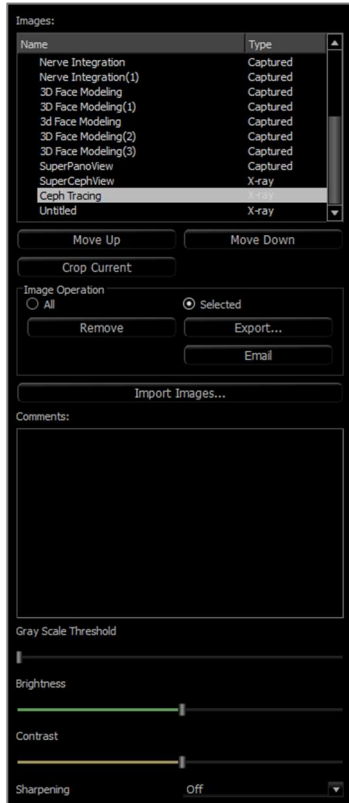 Images:
Name Type
Nerve Integration Captured
Nerve Integration(1) Captured
3D Face Modeling Captured
3D Face Modeling(1) Captured
3d Face Modeling Captured
3D Face Modeling(2) Captured
3D Face Modeling(3) Captured
SuperPanoView Captured
SuperCephView X-ray
Ceph Tracing X-ray
Untitled X-ray
Move Up Move Down
Crop Current
Image Operation
All Selected
Remove Export...
Email
Import Images...
Comments:
Gray Scale Threshold
Brightness
Contrast
Sharpening Off